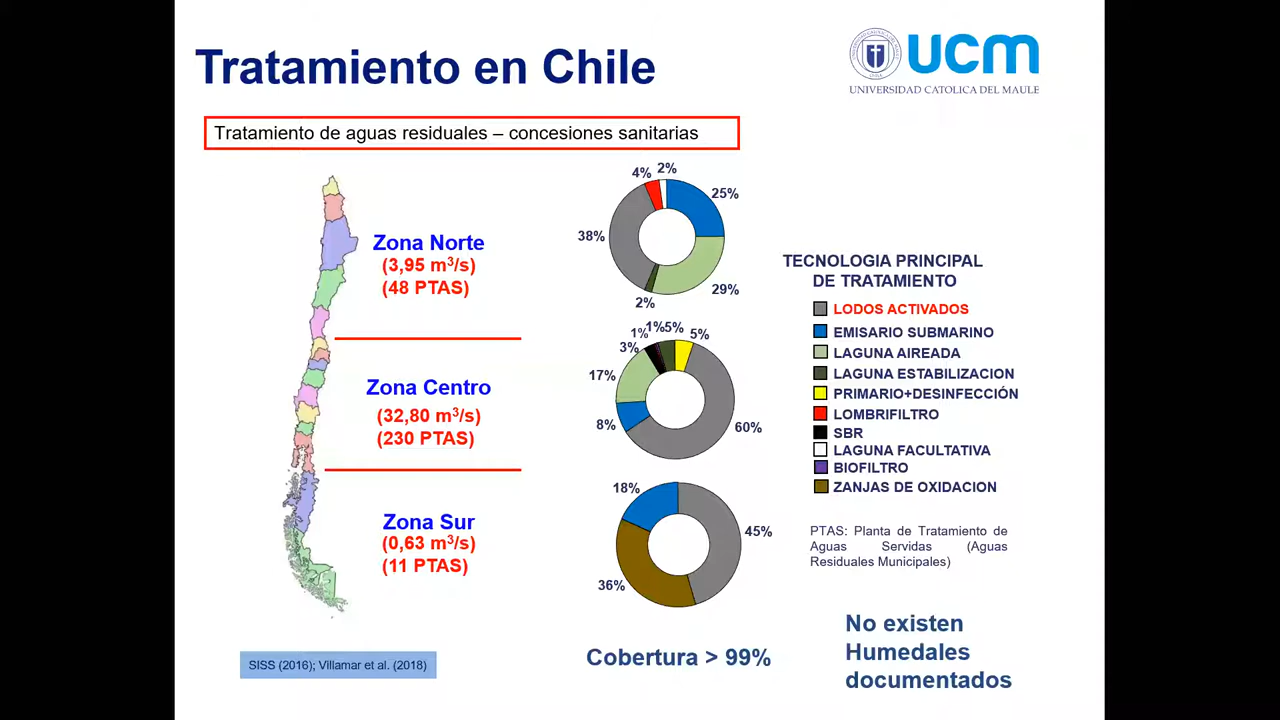 Tratamiento en Chile
ucm
UNIVERSIDAD CATOLICA DEL MAULE
Tratamiento de aguas residuales – concesiones sanitarias
Zona Norte
(3,95 m³/s)
(48 PTAS)
4%
2%
25%
38%
29%
2%
Zona Centro
(32,80 m³/s)
(230 PTAS)
1%
1%
5%
5%
3%
17%
8%
60%
Zona Sur
(0,63 m³/s)
(11 PTAS)
18%
45%
36%
TECNOLOGIA PRINCIPAL
DE TRATAMIENTO
LODOS ACTIVADOS
EMISARIO SUBMARINO
LAGUNA AIREADA
LAGUNA ESTABILIZACION
PRIMARIO+DESINFECCIÓN
LOMBRIFILTRO
SBR
LAGUNA FACULTATIVA
BIOFILTRO
ZANJAS DE OXIDACION
PTAS: Planta de Tratamiento de
Aguas Servidas (Aguas
Residuales Municipales)
SISS (2016); Villamar et al. (2018)
Cobertura > 99%
No existen
Humedales
documentados